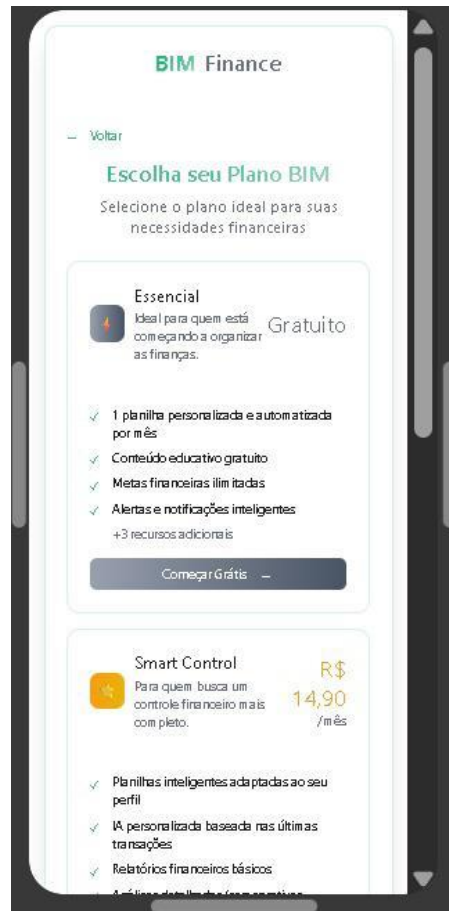 BIM Finance
← Voltar
Escolha seu Plano BIM
Selecione o plano ideal para suas
necessidades financeiras
Essencial
Ideal para quem está
começando a organizar
as finanças.
Gratuito
✓ 1 planilha personalizada e automatizada
por mês
✓ Conteúdo educativo gratuito
✓ Metas financeiras ilimitadas
✓ Alertas e notificações inteligentes
+3 recursos adicionais
Começar Grátis →
Smart Control
Para quem busca um
controle financeiro mais
completo.
R$
14,90
/mês
✓ Planilhas inteligentes adaptadas ao seu
perfil
✓ IA personalizada baseada nas últimas
transações
✓ Relatórios financeiros básicos